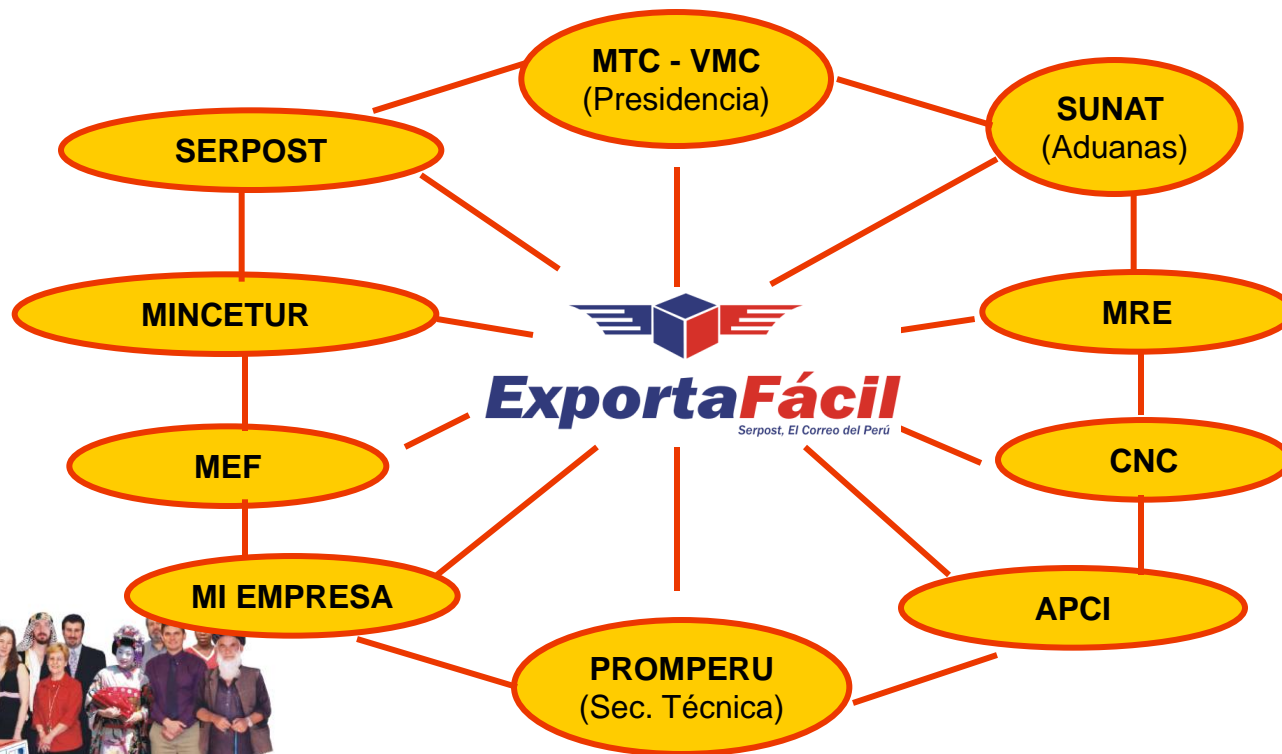 MTC - VMC
(Presidencia)
SUNAT
(Aduanas)
SERPOST
MINCETUR
MRE
ExportaFácil
Serpost, El Correo del Perú
MEF
CNC
MI EMPRESA
APCI
PROMPERU
(Sec. Técnica)